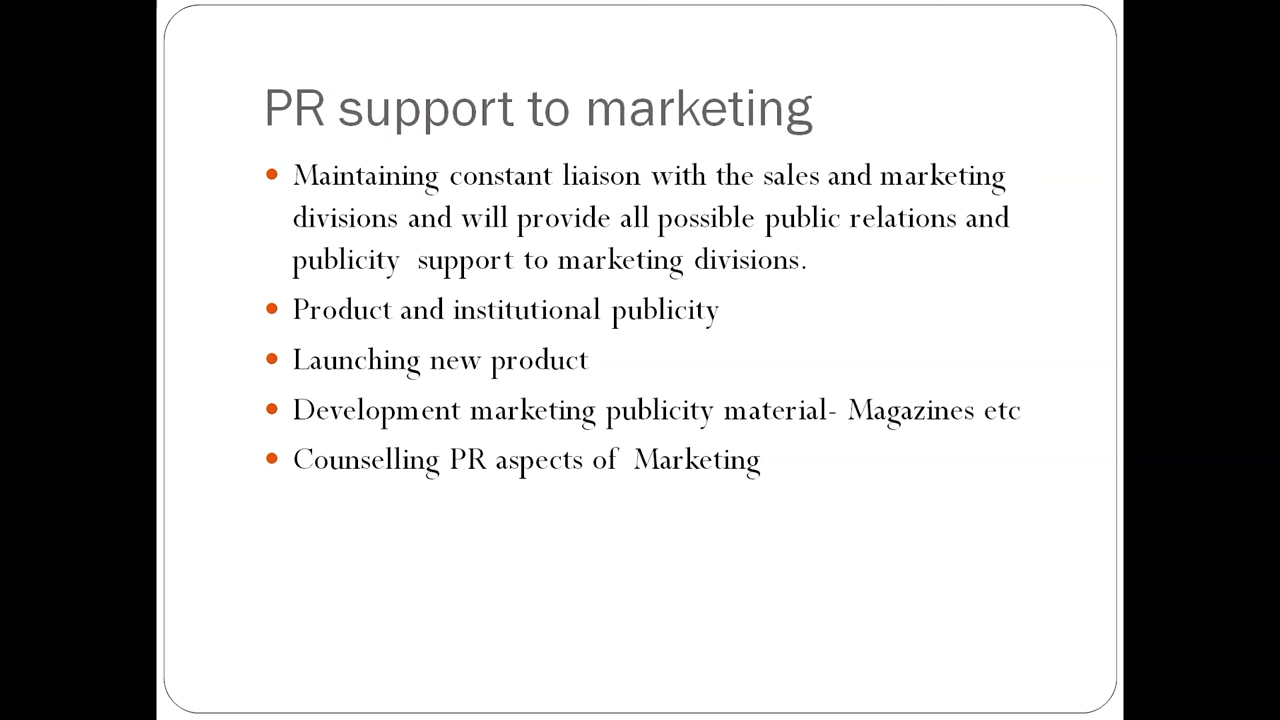 PR support to marketing
Maintaining constant liaison with the sales and marketing
divisions and will provide all possible public relations and
publicity  support to marketing divisions.
Product and institutional publicity
Launching new product
Development marketing publicity material- Magazines etc
Counselling PR aspects of  Marketing